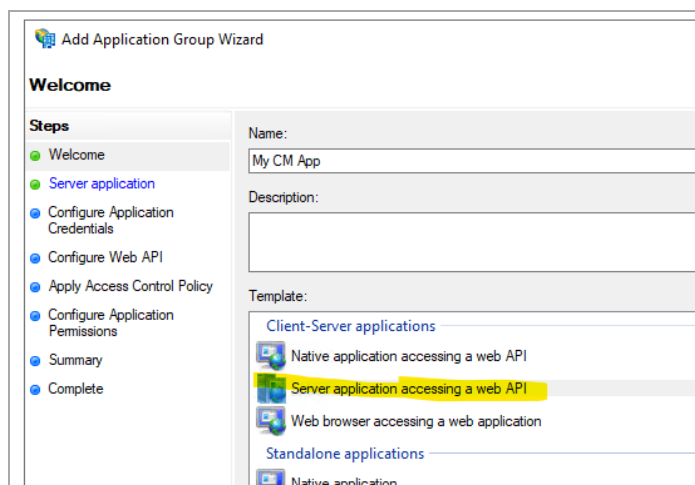 Add Application Group Wizard
Welcome
Steps
Welcome
Server application
Configure Application
Credentials
Configure Web API
Apply Access Control Policy
Configure Application
Permissions
Summary
Complete
Name:
My CM App
Description:
Template:
Client-Server applications
Native application accessing a web API
Server application accessing a web API
Web browser accessing a web application
Standalone applications
Native application